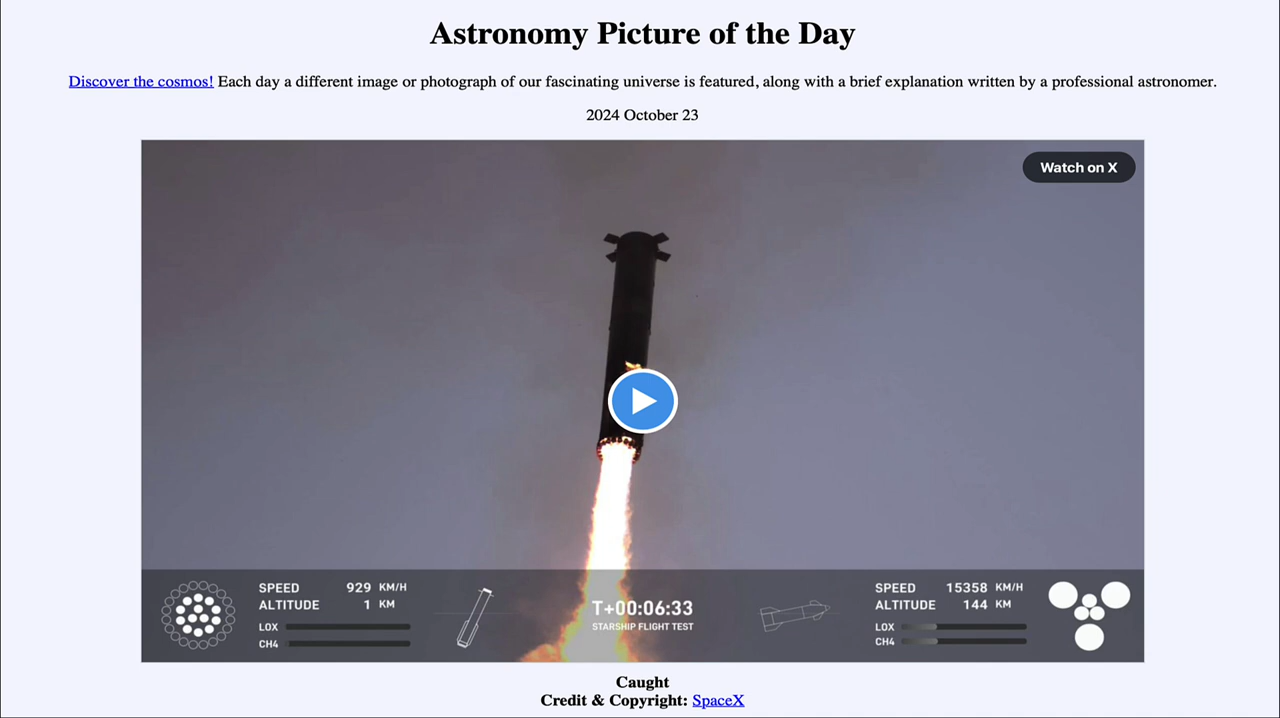 Astronomy Picture of the Day
Discover the cosmos! Each day a different image or photograph of our fascinating universe is featured, along with a brief explanation written by a professional astronomer.
2024 October 23
Watch on X
SPEED 929 KM/H
ALTITUDE 1 KM
LOX
CH4
T+00:06:33
STARSHIP FLIGHT TEST
SPEED 15358 KM/H
ALTITUDE 144 KM
LOX
CH4
Caught
Credit & Copyright: SpaceX